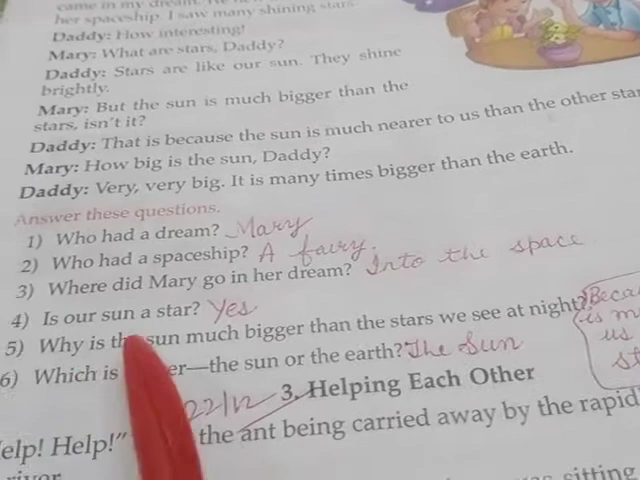 came in my dream.
her spaceship. I saw many shining stars
Daddy: How interesting!
Mary: What are stars, Daddy?
Daddy: Stars are like our sun. They shine
brightly.
Mary: But the sun is much bigger than the
stars, isn't it?
Daddy: That is because the sun is much nearer to us than the other star
Mary: How big is the sun, Daddy?
Daddy: Very, very big. It is many times bigger than the earth.
Answer these questions.
1) Who had a dream? Mary
2) Who had a spaceship? A fairy.
3) Where did Mary go in her dream? Into the space
4) Is our sun a star? Yes
5) Why is the sun much bigger than the stars we see at night? Beca
is m
us
st
6) Which is er—the sun or the earth? The Sun
22/12 3. Helping Each Other
elp! Help!" the ant being carried away by the rapid
river
sitting